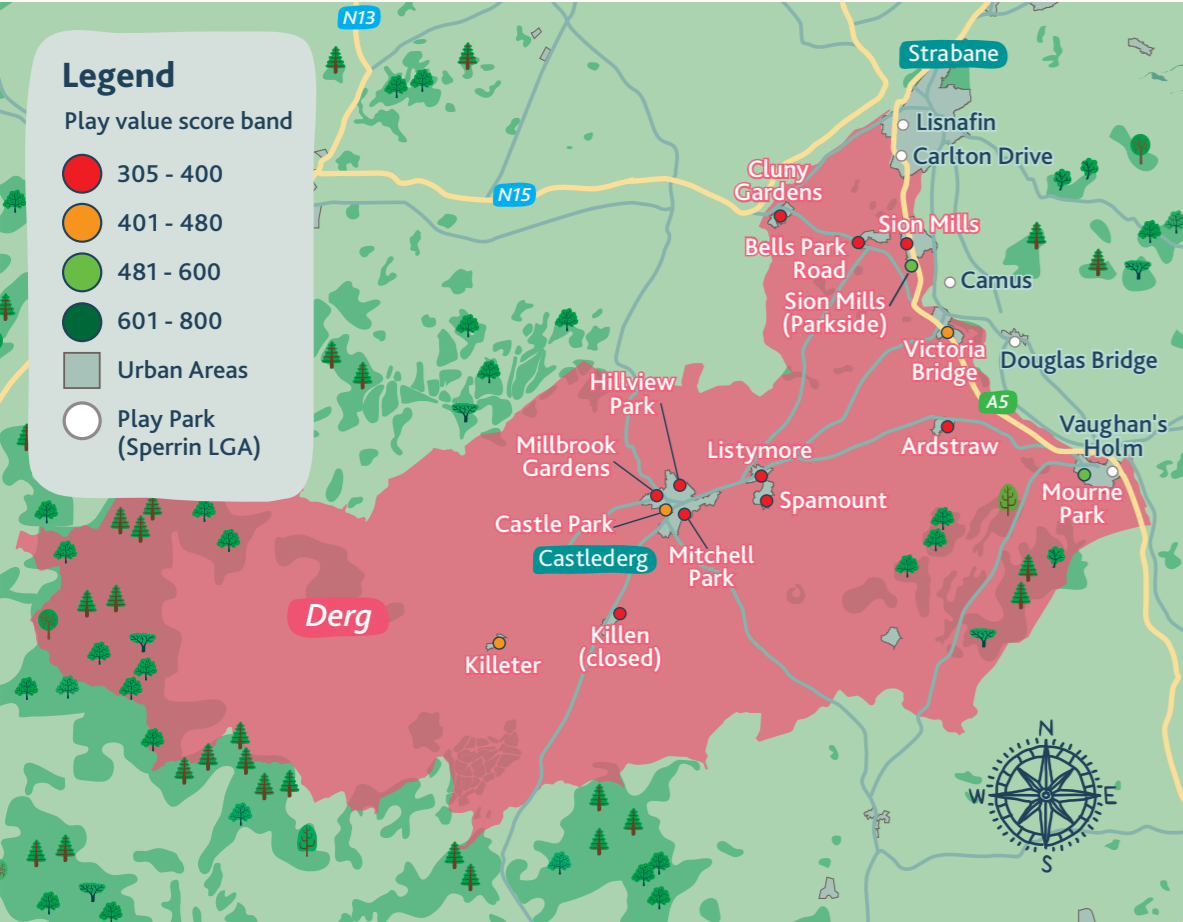 Legend
Play value score band
305 - 400
401 - 480
481 - 600
601 - 800
Urban Areas
Play Park
(Sperrin LGA)
N13
N15
Strabane
Lisnafin
Carlton Drive
Cluny
Gardens
Sion Mills
Bells Park
Road
Camus
Sion Mills
(Parkside)
Victoria
Bridge
Douglas Bridge
A5
Hillview
Park
Vaughan's
Holm
Millbrook
Gardens
Listymore
Ardstraw
Spamount
Mourne
Park
Castle Park
Castlederg
Mitchell
Park
Derg
Killen
(closed)
Killeter
N
W
E
S